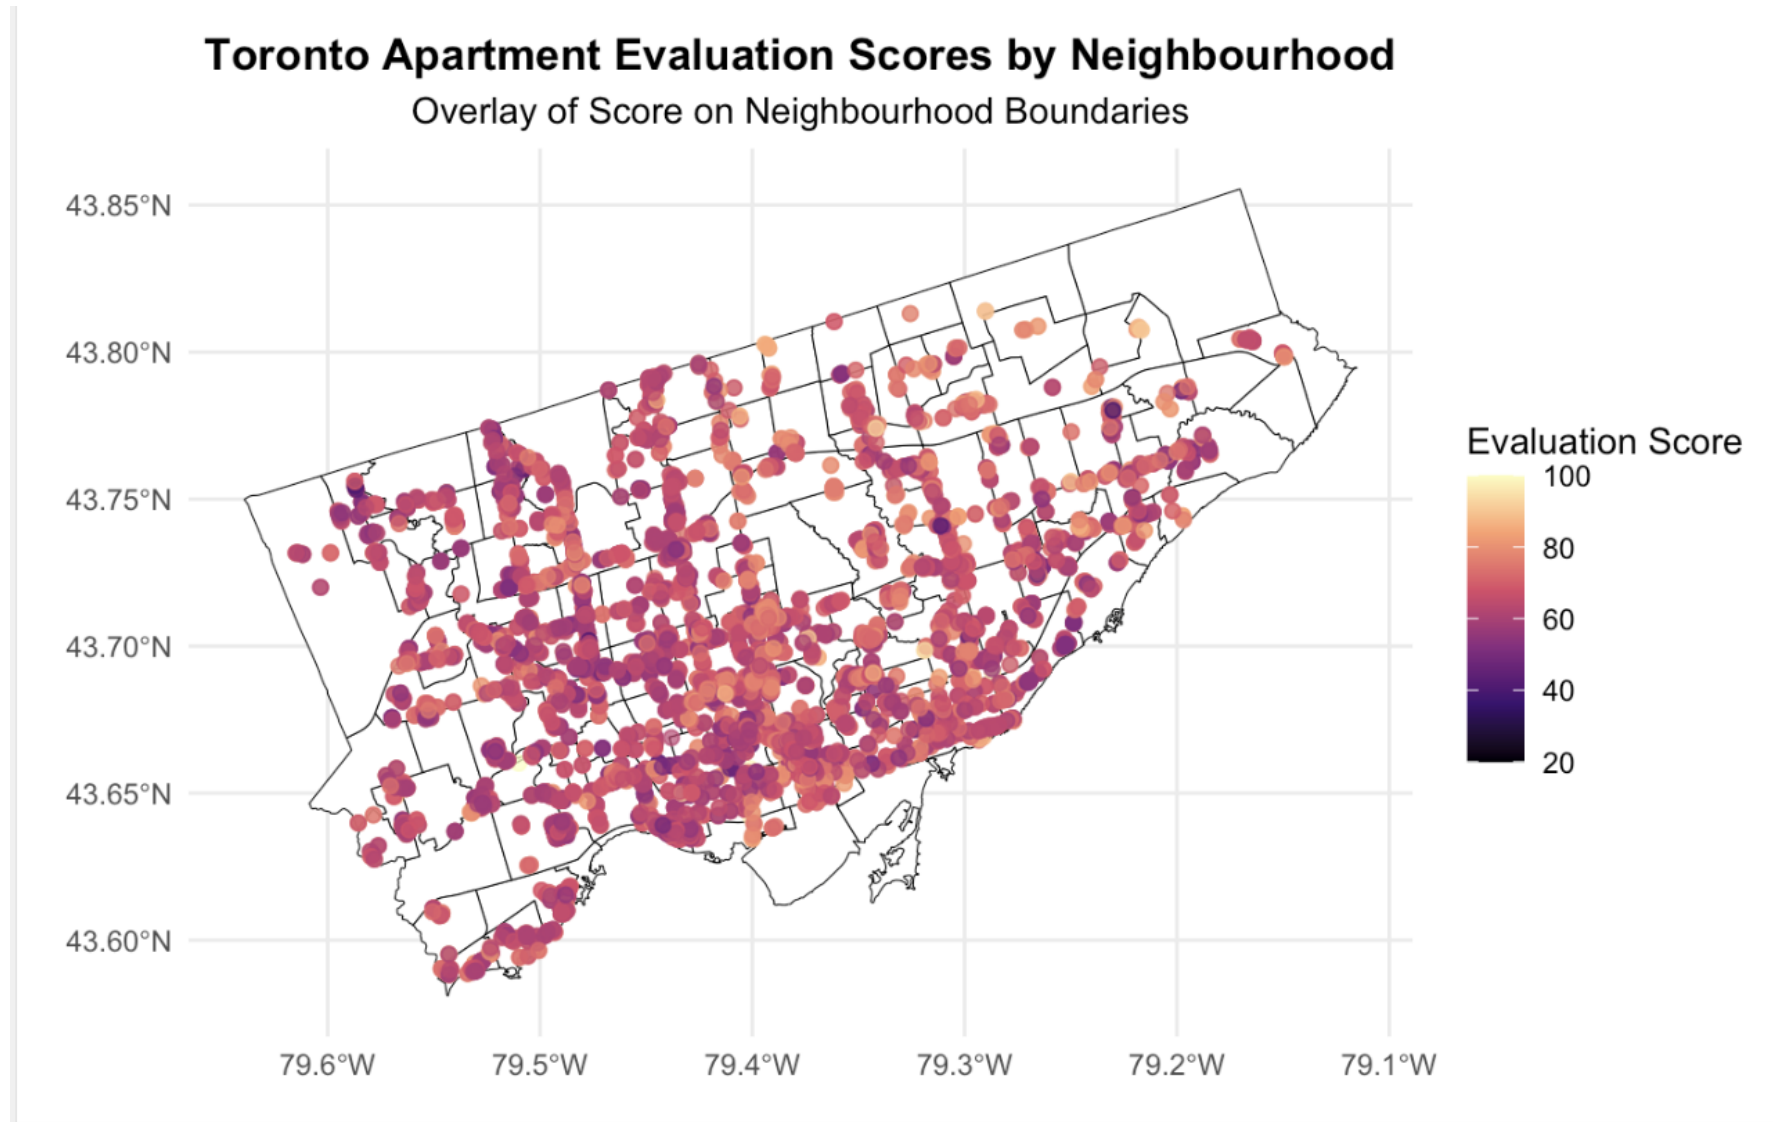 Toronto Apartment Evaluation Scores by Neighbourhood
Overlay of Score on Neighbourhood Boundaries
43.85°N
43.80°N
43.75°N
43.70°N
43.65°N
43.60°N
79.6°W
79.5°W
79.4°W
79.3°W
79.2°W
79.1°W
Evaluation Score
100
80
60
40
20